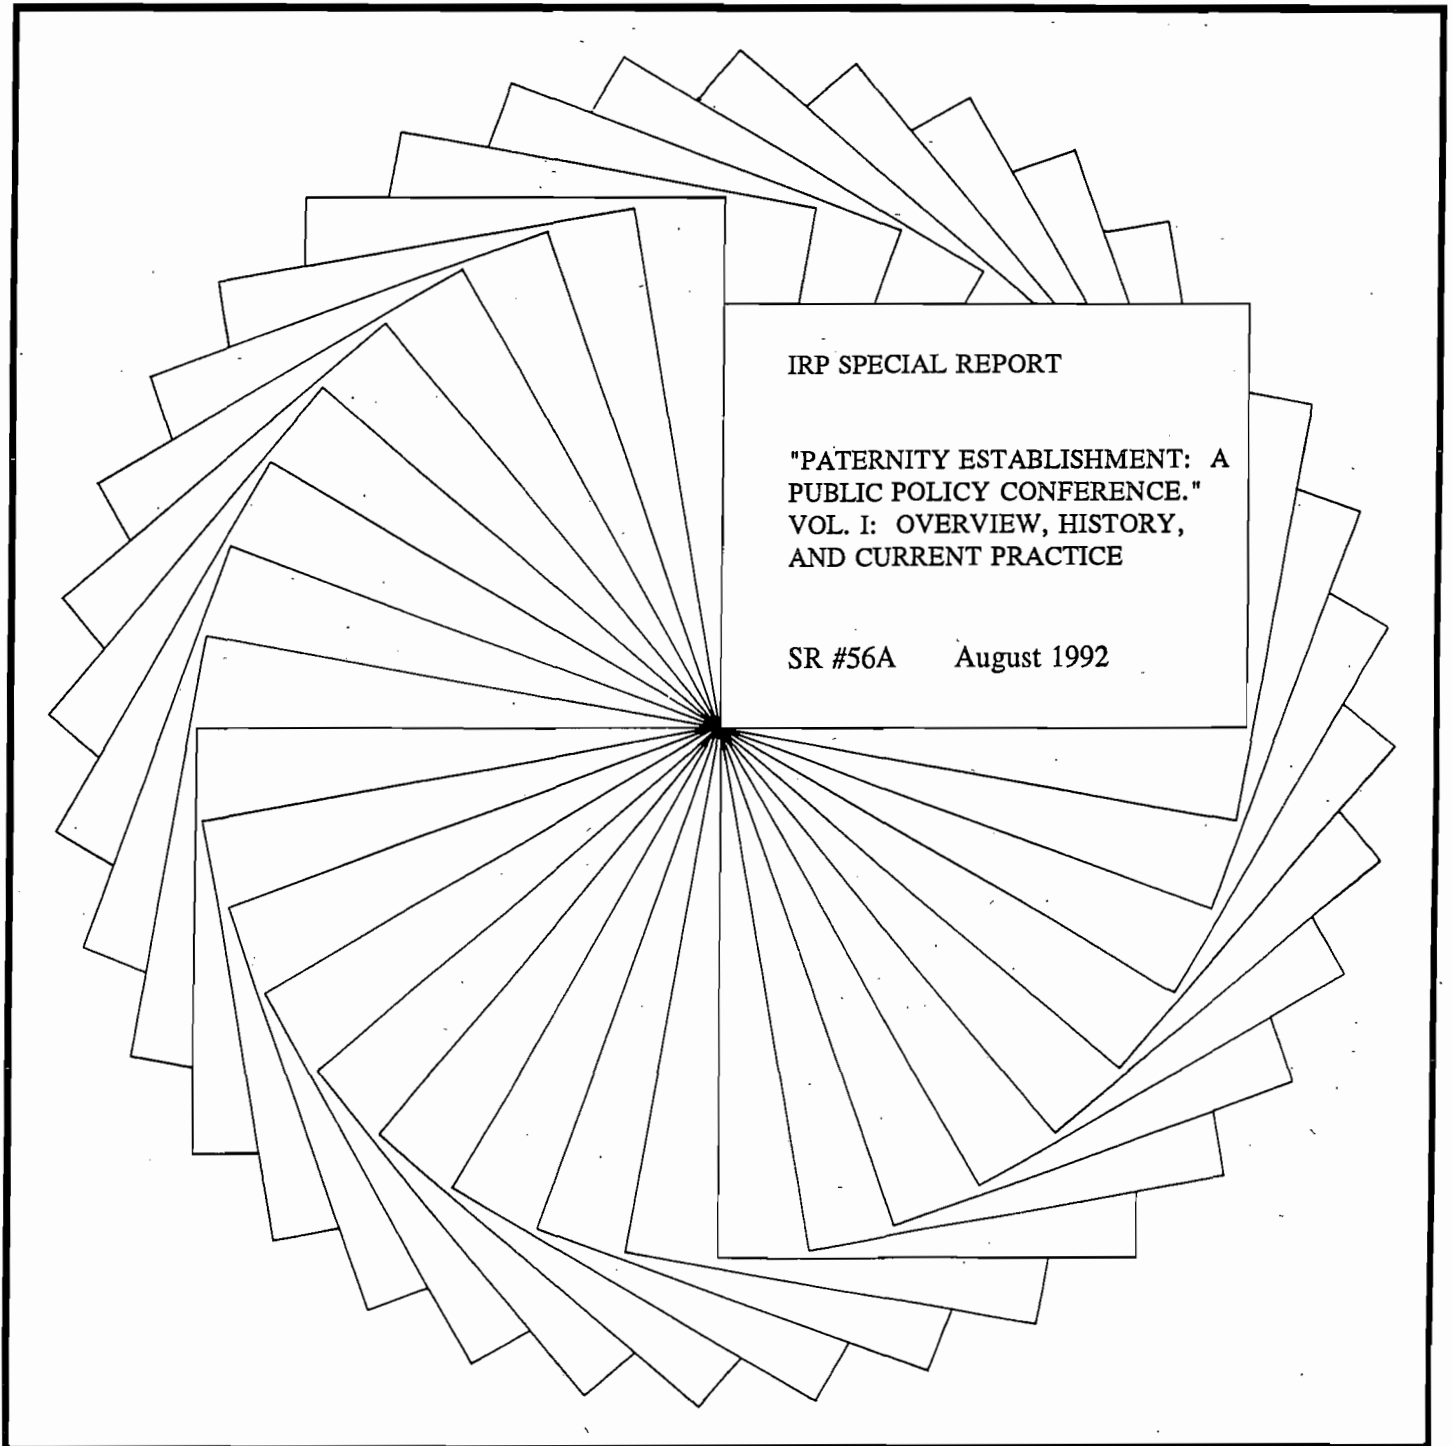 IRP SPECIAL REPORT
"PATERNITY ESTABLISHMENT: A
PUBLIC POLICY CONFERENCE."
VOL. I: OVERVIEW, HISTORY,
AND CURRENT PRACTICE
SR #56A August 1992